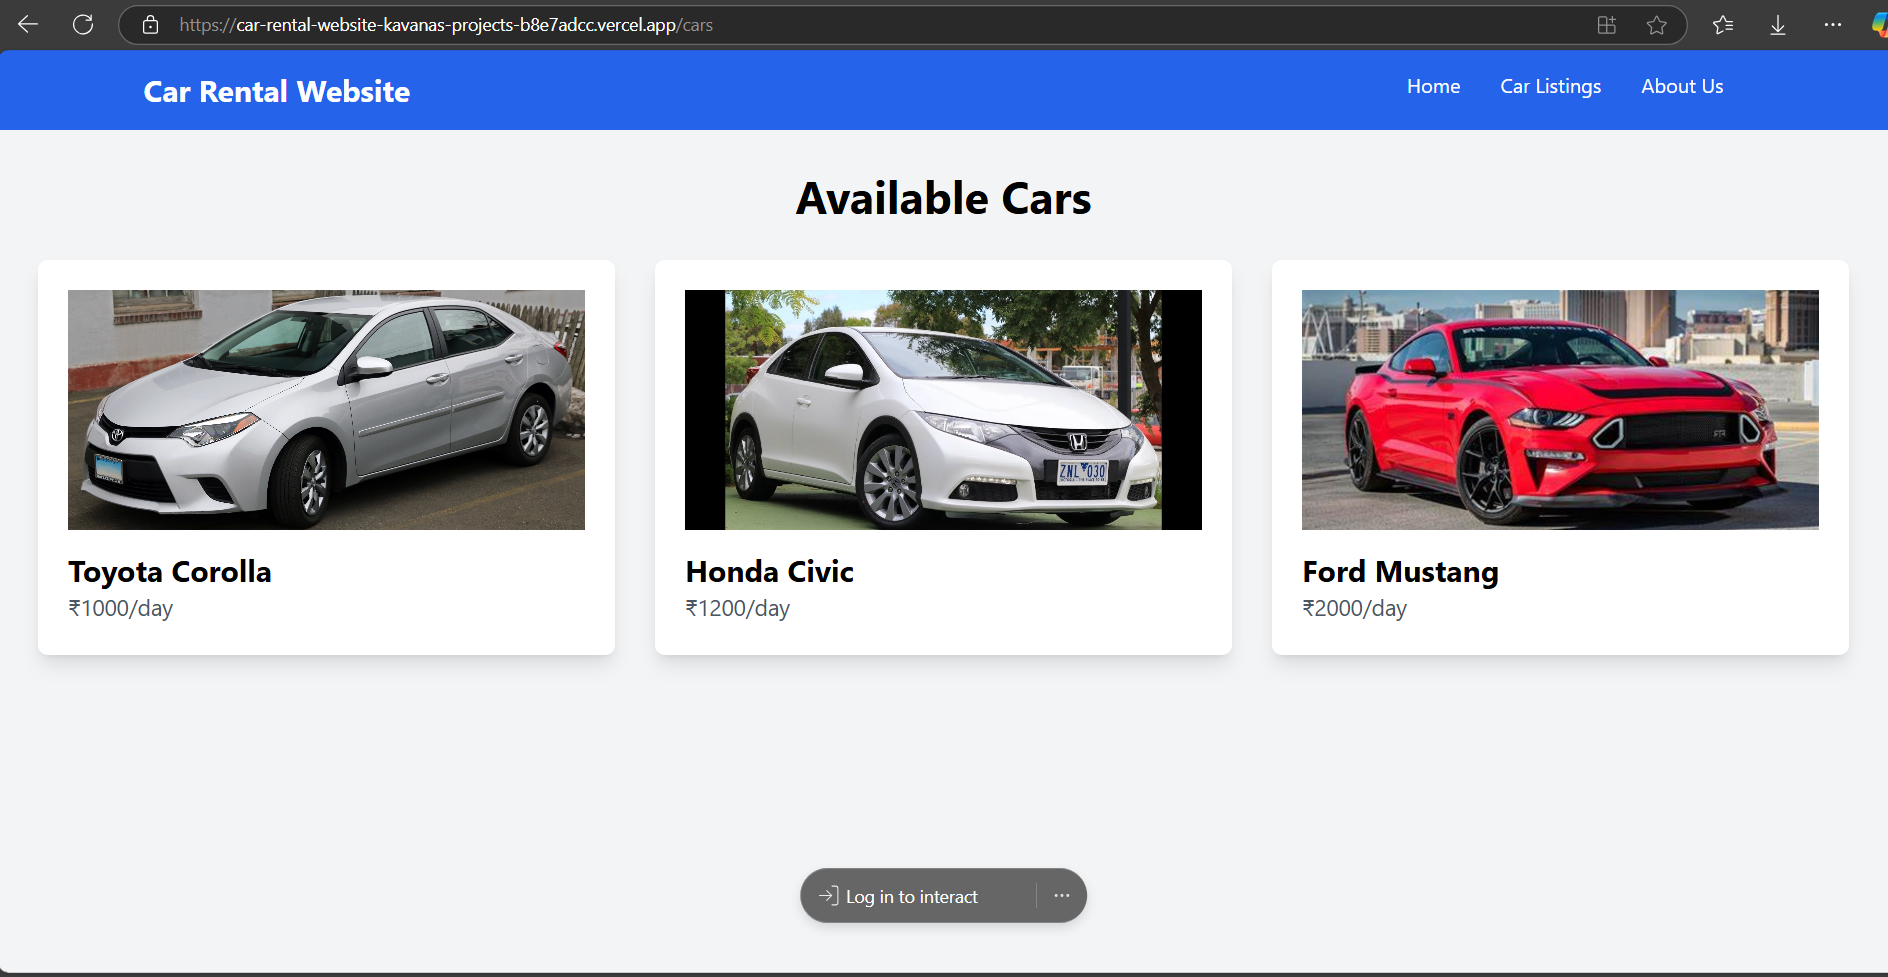 https://car-rental-website-kavanas-projects-b8e7adcc.vercel.app/cars
Car Rental Website
Home
Car Listings
About Us
Available Cars
ZNL 030
RTR
Toyota Corolla
₹1000/day
Honda Civic
₹1200/day
Ford Mustang
₹2000/day
Log in to interact